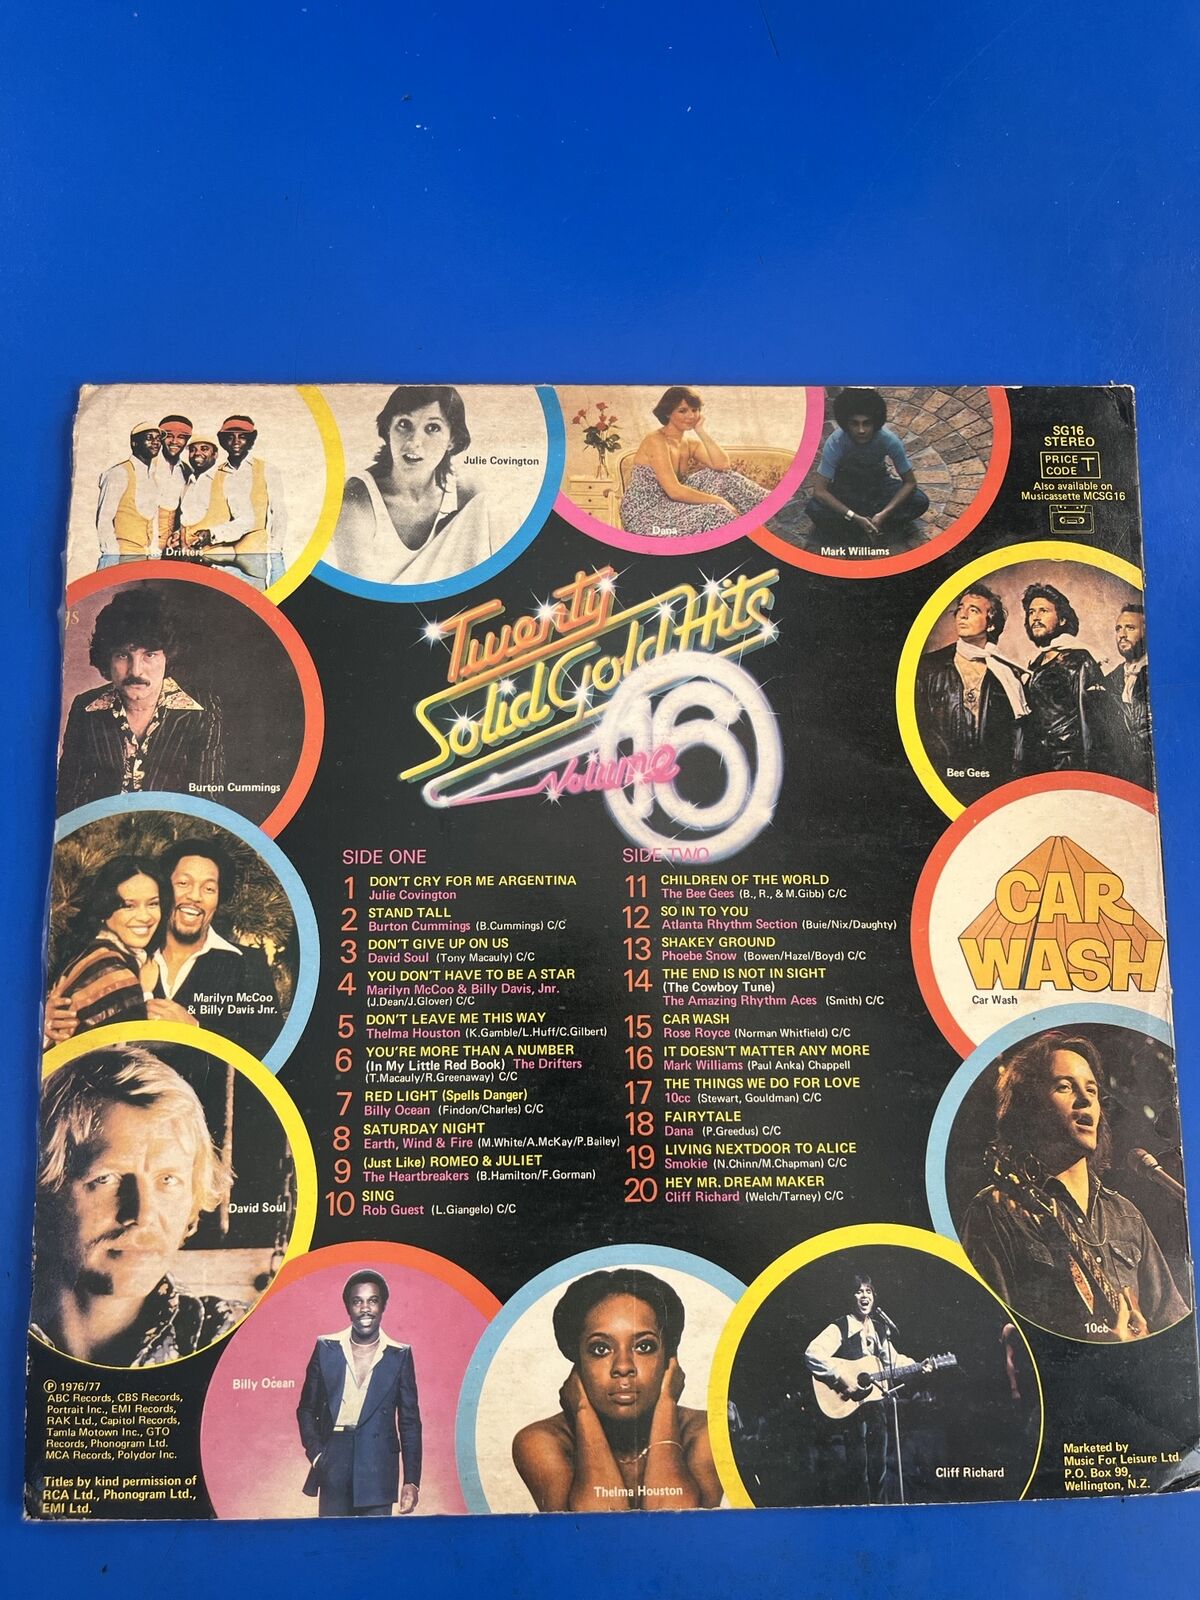 The Drifters
Julie Covington
Dana
Mark Williams
SG16
STEREO
PRICE
CODE T
Also available on
Musicassette MCSG16
Burton Cummings
Twenty
Solid Gold Hits
Volume 16
Bee Gees
Marilyn McCoo
& Billy Davis Jnr.
CAR
WASH
Car Wash
SIDE ONE
1 DON'T CRY FOR ME ARGENTINA
Julie Covington
2 STAND TALL
Burton Cummings (B.Cummings) C/C
3 DON'T GIVE UP ON US
David Soul (Tony Macauly) C/C
4 YOU DON'T HAVE TO BE A STAR
Marilyn McCoo & Billy Davis, Jnr.
(J.Dean/J.Glover) C/C
5 DON'T LEAVE ME THIS WAY
Thelma Houston (K.Gamble/L.Huff/C.Gilbert)
6 YOU'RE MORE THAN A NUMBER
(In My Little Red Book) The Drifters
(T.Macauly/R.Greenaway) C/C
7 RED LIGHT (Spells Danger)
Billy Ocean (Findon/Charles) C/C
8 SATURDAY NIGHT
Earth, Wind & Fire (M.White/A.McKay/P.Bailey)
9 (Just Like) ROMEO & JULIET
The Heartbreakers (B.Hamilton/F.Gorman)
10 SING
Rob Guest (L.Giangelo) C/C
SIDE TWO
11 CHILDREN OF THE WORLD
The Bee Gees (B., R., & M.Gibb) C/C
12 SO IN TO YOU
Atlanta Rhythm Section (Buie/Nix/Daughty)
13 SHAKEY GROUND
Phoebe Snow (Bowen/Hazel/Boyd) C/C
14 THE END IS NOT IN SIGHT
(The Cowboy Tune)
The Amazing Rhythm Aces (Smith) C/C
15 CAR WASH
Rose Royce (Norman Whitfield) C/C
16 IT DOESN'T MATTER ANY MORE
Mark Williams (Paul Anka) Chappell
17 THE THINGS WE DO FOR LOVE
10cc (Stewart, Gouldman) C/C
18 FAIRYTALE
Dana (P.Greedus) C/C
19 LIVING NEXTDOOR TO ALICE
Smokie (N.Chinn/M.Chapman) C/C
20 HEY MR. DREAM MAKER
Cliff Richard (Welch/Tarney) C/C
David Soul
10cc
Billy Ocean
Thelma Houston
Cliff Richard
Ⓟ 1976/77
ABC Records, CBS Records,
Portrait Inc., EMI Records,
RAK Ltd., Capitol Records,
Tamla Motown Inc., GTO
Records, Phonogram Ltd.
MCA Records, Polydor Inc.
Titles by kind permission of
RCA Ltd., Phonogram Ltd.,
EMI Ltd.
Marketed by
Music For Leisure Ltd.
P.O. Box 99,
Wellington, N.Z.